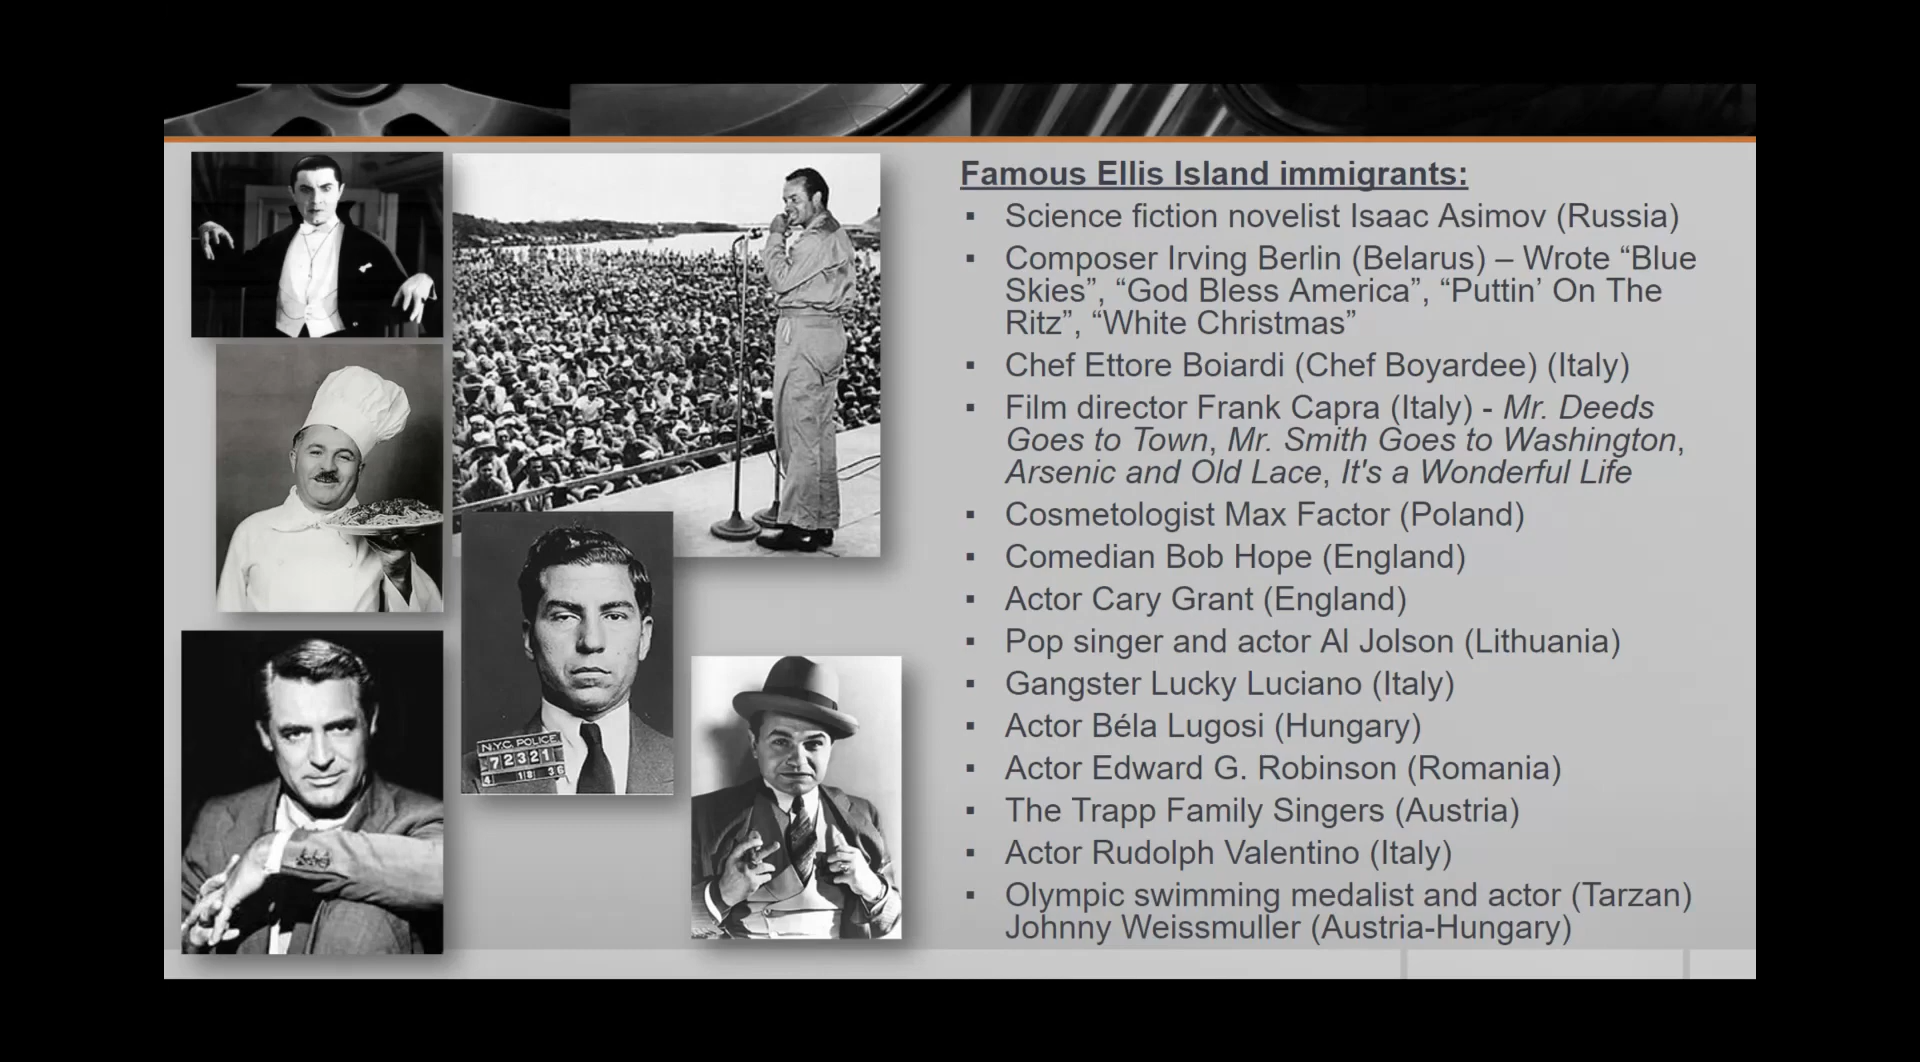 Famous Ellis Island immigrants:
▪ Science fiction novelist Isaac Asimov (Russia)
▪ Composer Irving Berlin (Belarus) – Wrote “Blue
Skies”, “God Bless America”, “Puttin’ On The
Ritz”, “White Christmas”
▪ Chef Ettore Boiardi (Chef Boyardee) (Italy)
▪ Film director Frank Capra (Italy) - Mr. Deeds
Goes to Town, Mr. Smith Goes to Washington,
Arsenic and Old Lace, It's a Wonderful Life
▪ Cosmetologist Max Factor (Poland)
▪ Comedian Bob Hope (England)
▪ Actor Cary Grant (England)
▪ Pop singer and actor Al Jolson (Lithuania)
▪ Gangster Lucky Luciano (Italy)
▪ Actor Béla Lugosi (Hungary)
▪ Actor Edward G. Robinson (Romania)
▪ The Trapp Family Singers (Austria)
▪ Actor Rudolph Valentino (Italy)
▪ Olympic swimming medalist and actor (Tarzan)
Johnny Weissmuller (Austria-Hungary)
N.Y.C. POLICE
72321
4 18 36